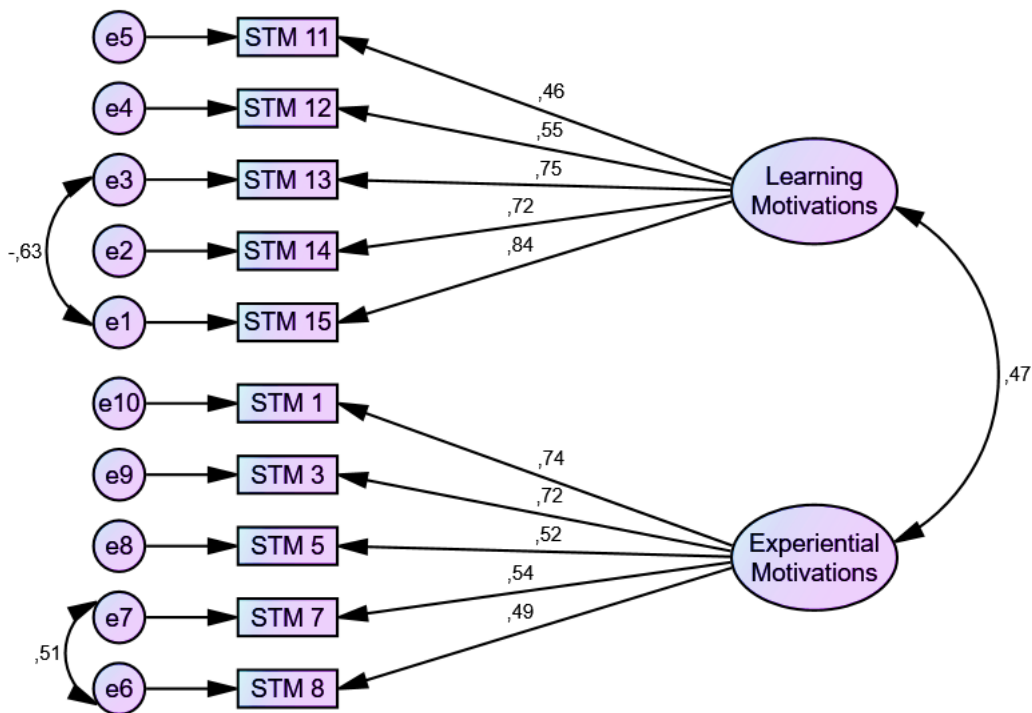 e5
STM 11
,46
e4
STM 12
,55
e3
STM 13
,75
Learning
Motivations
e2
STM 14
,72
-,63
e1
STM 15
,84
,47
e10
STM 1
,74
e9
STM 3
,72
e8
STM 5
,52
Experiential
Motivations
e7
STM 7
,54
,51
e6
STM 8
,49